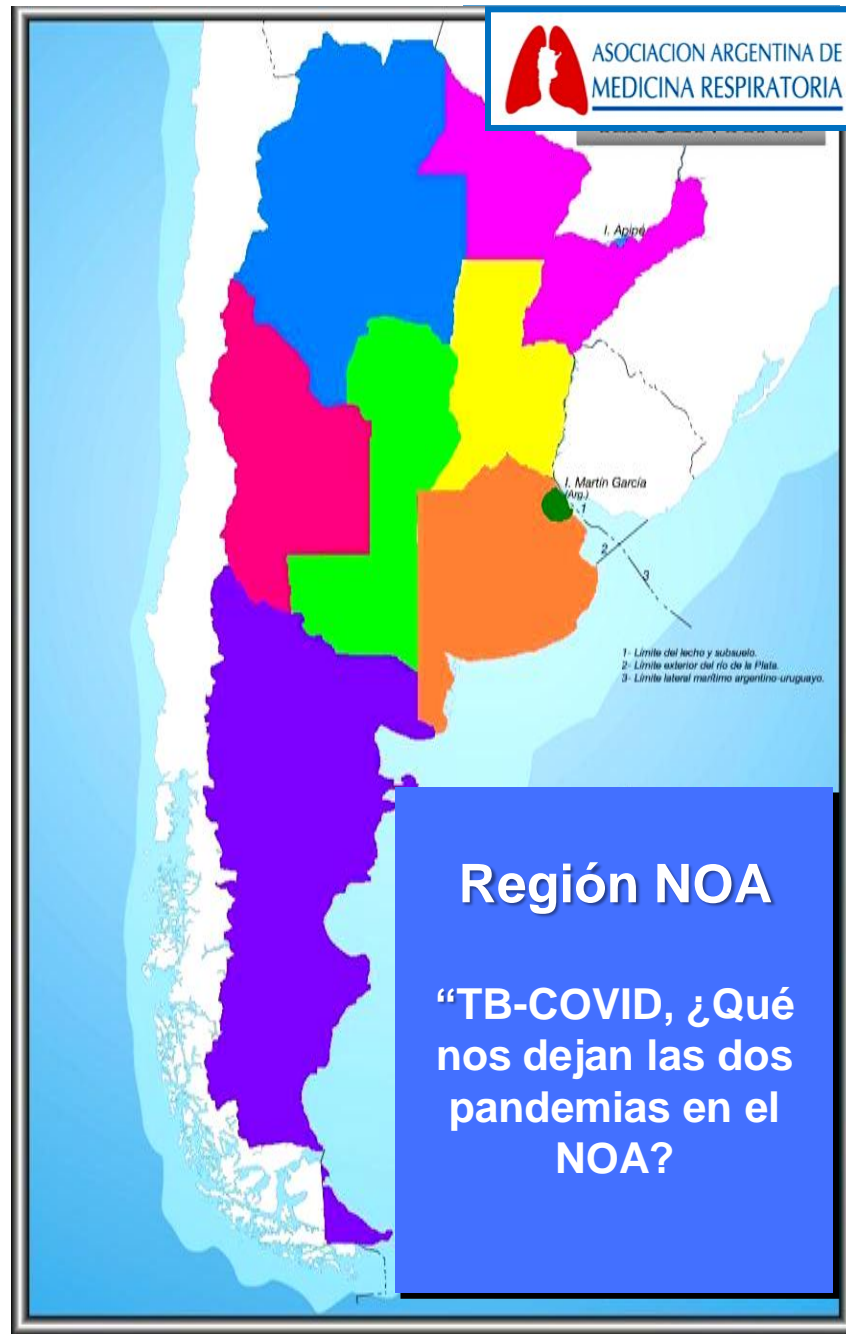 ASOCIACION ARGENTINA DE
MEDICINA RESPIRATORIA
I. Apipé
I. Martín García
(Arg.)
1
2
3
1- Límite del lecho y subsuelo.
2- Límite exterior del río de la Plata.
3- Límite lateral marítimo argentino-uruguayo.
Región NOA
“TB-COVID, ¿Qué
nos dejan las dos
pandemias en el
NOA?